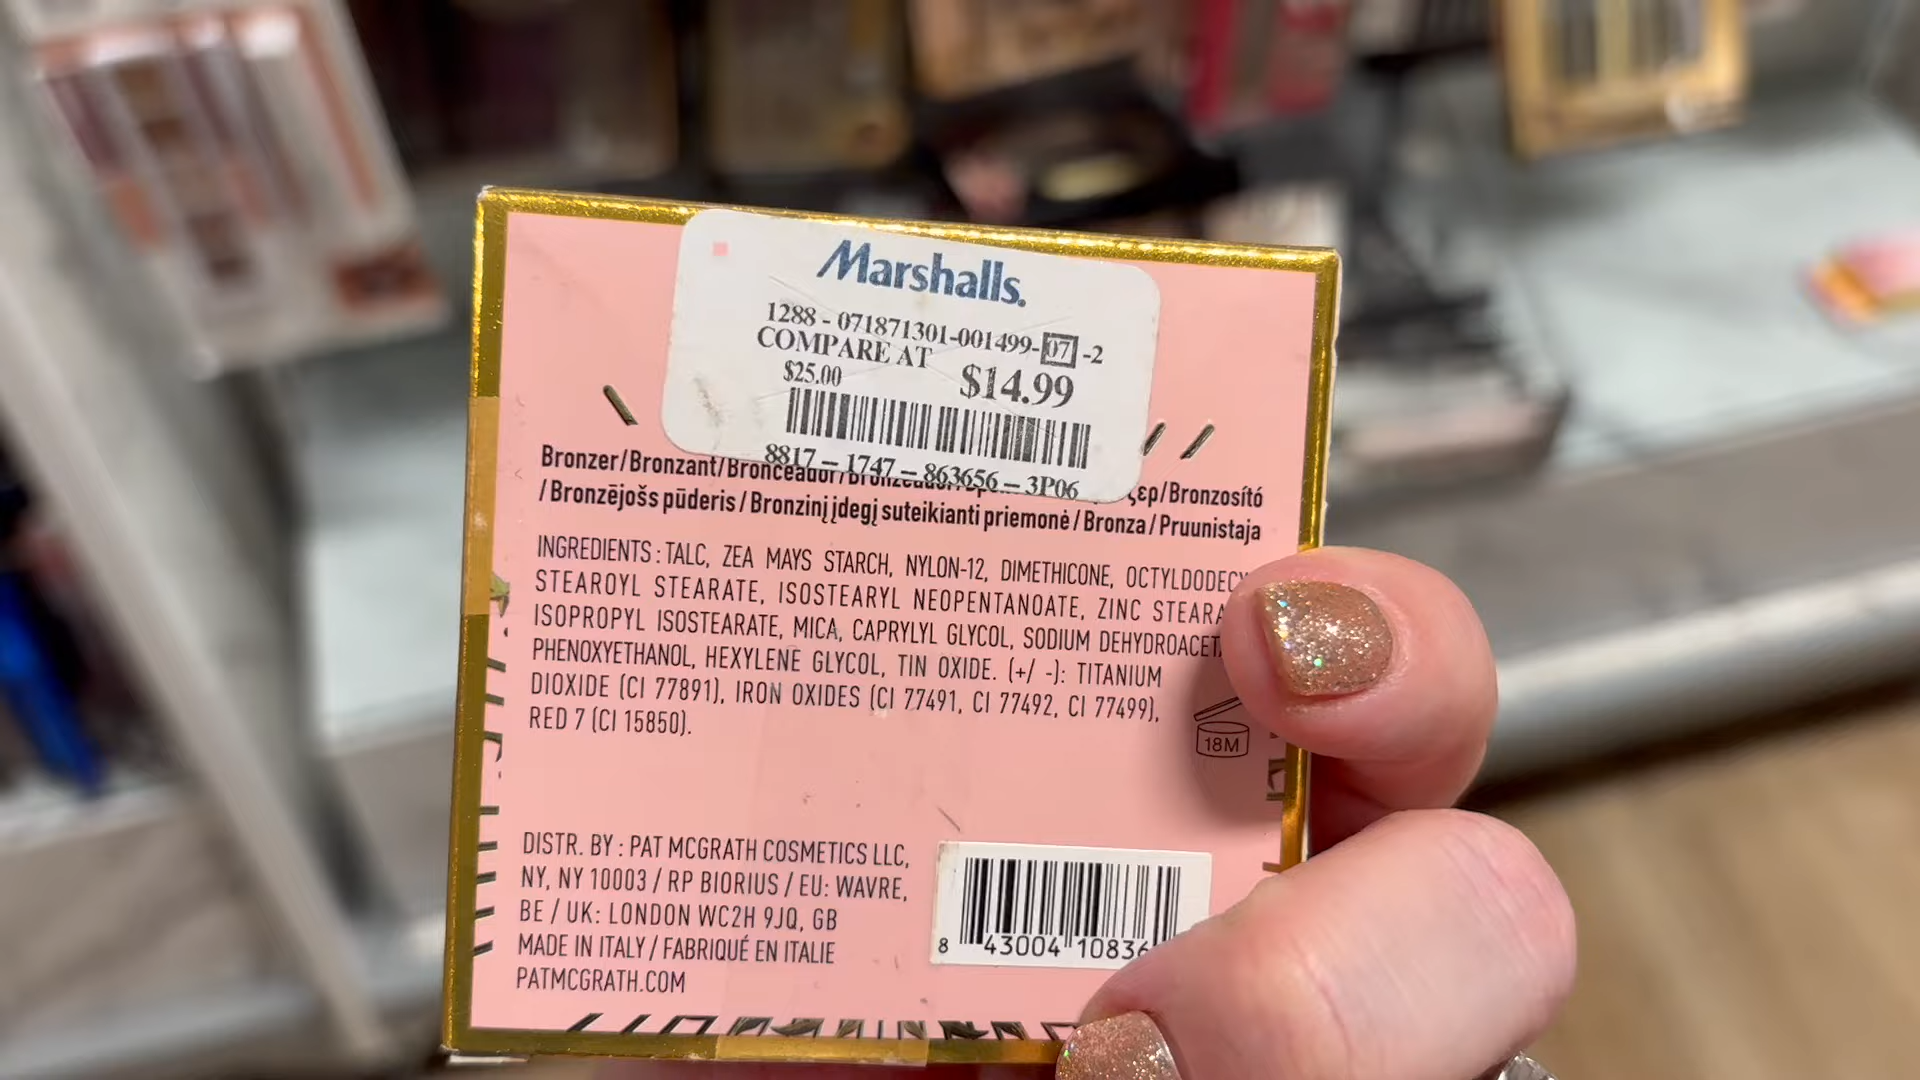 Marshalls.
1288 - 071871301-001499-07 -2
COMPARE AT
$25.00
$14.99
8817 - 1747 - 863656 - 3P06
Bronzer/Bronzant/Bronceador/ ςερ/Bronzosító
/Bronzējošs pūderis/Bronzinį įdegį suteikianti priemonė/Bronza/Pruunistaja
INGREDIENTS: TALC, ZEA MAYS STARCH, NYLON-12, DIMETHICONE, OCTYLDODECY
STEAROYL STEARATE, ISOSTEARYL NEOPENTANOATE, ZINC STEARA
ISOPROPYL ISOSTEARATE, MICA, CAPRYLYL GLYCOL, SODIUM DEHYDROACET
PHENOXYETHANOL, HEXYLENE GLYCOL, TIN OXIDE. (+/ -): TITANIUM
DIOXIDE (CI 77891), IRON OXIDES (CI 77491, CI 77492, CI 77499),
RED 7 (CI 15850).
18M
DISTR. BY : PAT MCGRATH COSMETICS LLC,
NY, NY 10003 / RP BIORIUS / EU: WAVRE,
BE / UK: LONDON WC2H 9JQ, GB
MADE IN ITALY / FABRIQUÉ EN ITALIE
PATMCGRATH.COM
8 43004 10836